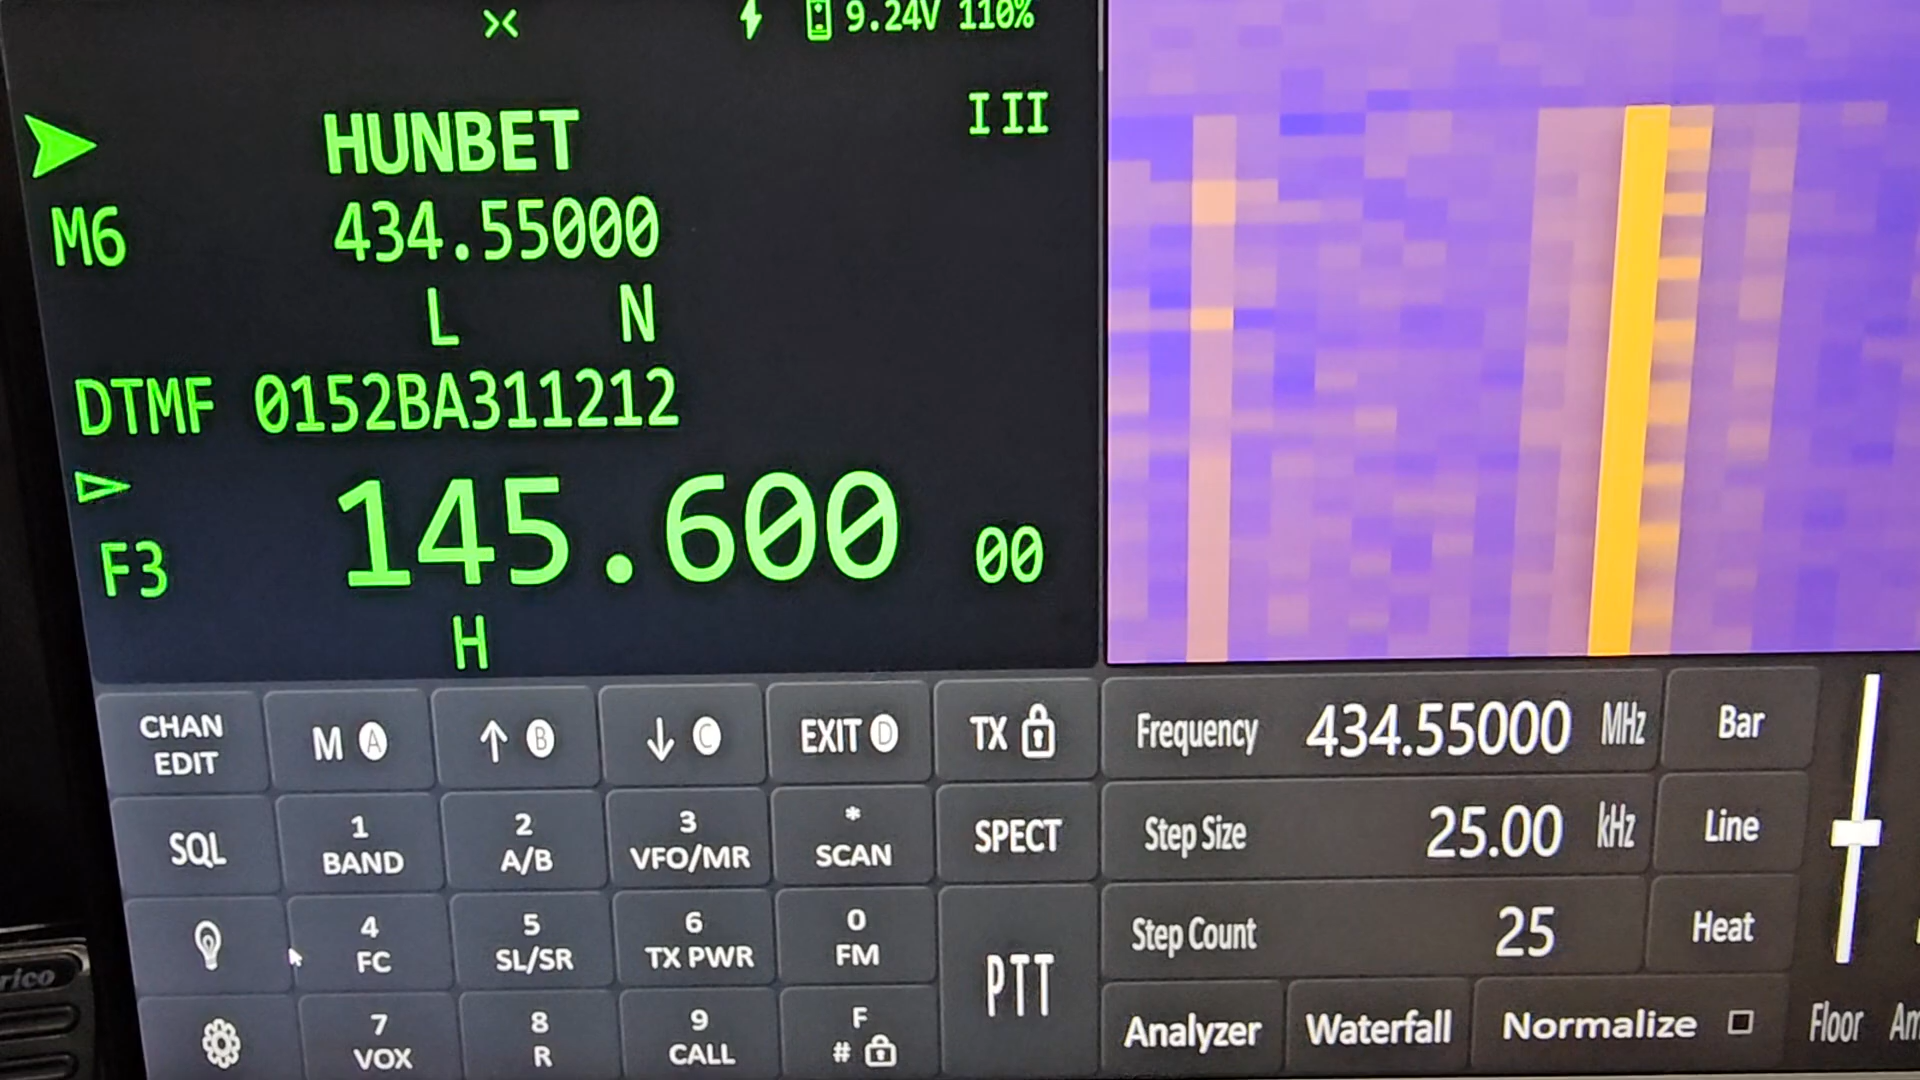 >< 9.24V 110%
HUNBET III
M6 434.55000
L N
DTMF 0152BA311212
F3 145.600 00
H
CHAN EDIT M A ↑ B ↓ C EXIT D TX
SQL 1 BAND 2 A/B 3 VFO/MR * SCAN SPECT
4 FC 5 SL/SR 6 TX PWR 0 FM PTT
7 VOX 8 R 9 CALL F #
Frequency 434.55000 MHz Bar
Step Size 25.00 kHz Line
Step Count 25 Heat
Analyzer Waterfall Normalize Floor
rico